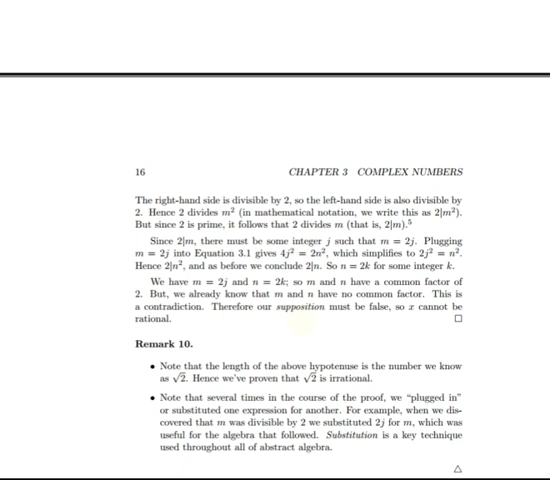 16 CHAPTER 3 COMPLEX NUMBERS
The right-hand side is divisible by 2, so the left-hand side is also divisible by
2. Hence 2 divides m² (in mathematical notation, we write this as 2|m²).
But since 2 is prime, it follows that 2 divides m (that is, 2|m).⁵
Since 2|m, there must be some integer j such that m = 2j. Plugging
m = 2j into Equation 3.1 gives 4j² = 2n², which simplifies to 2j² = n².
Hence 2|n², and as before we conclude 2|n. So n = 2k for some integer k.
We have m = 2j and n = 2k; so m and n have a common factor of
2. But, we already know that m and n have no common factor. This is
a contradiction. Therefore our supposition must be false, so x cannot be
rational. □
Remark 10.
• Note that the length of the above hypotenuse is the number we know
as √2. Hence we've proven that √2 is irrational.
• Note that several times in the course of the proof, we “plugged in”
or substituted one expression for another. For example, when we dis-
covered that m was divisible by 2 we substituted 2j for m, which was
useful for the algebra that followed. Substitution is a key technique
used throughout all of abstract algebra.
△